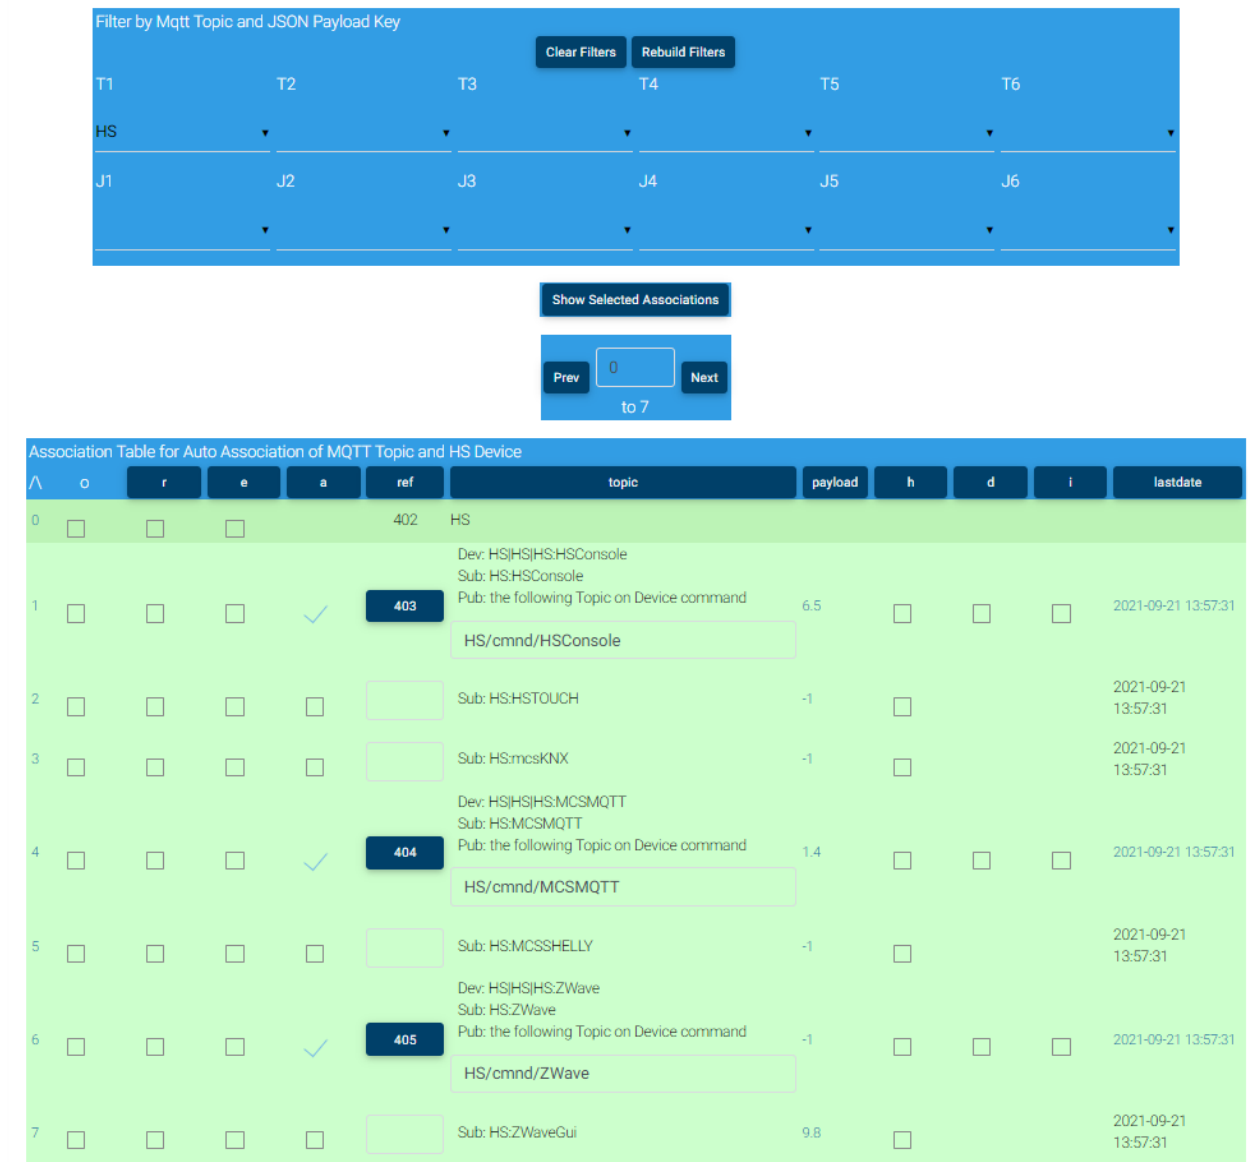 Filter by Mqtt Topic and JSON Payload Key
Clear Filters Rebuild Filters
T1 T2 T3 T4 T5 T6
HS
J1 J2 J3 J4 J5 J6
Show Selected Associations
Prev 0 Next
to 7
Association Table for Auto Association of MQTT Topic and HS Device
/\ o r e a ref topic payload h d i lastdate
0 402 HS
Dev: HS|HS|HS:HSConsole
Sub: HS:HSConsole
Pub: the following Topic on Device command
1 403 6.5 2021-09-21 13:57:31
HS/cmnd/HSConsole
2 Sub: HS:HSTOUCH -1 2021-09-21
13:57:31
3 Sub: HS:mcsKNX -1 2021-09-21
13:57:31
Dev: HS|HS|HS:MCSMQTT
Sub: HS:MCSMQTT
Pub: the following Topic on Device command
4 404 1.4 2021-09-21 13:57:31
HS/cmnd/MCSMQTT
5 Sub: HS:MCSSHELLY -1 2021-09-21
13:57:31
Dev: HS|HS|HS:ZWave
Sub: HS:ZWave
Pub: the following Topic on Device command
6 405 -1 2021-09-21 13:57:31
HS/cmnd/ZWave
7 Sub: HS:ZWaveGui 9.8 2021-09-21
13:57:31